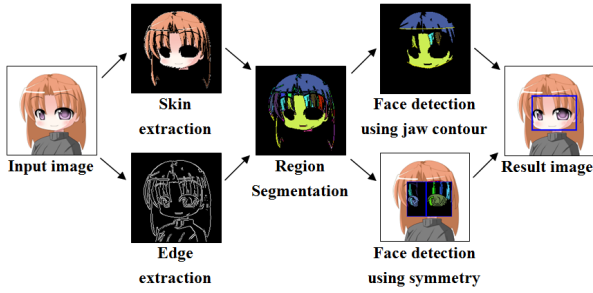 Input image
Skin
extraction
Edge
extraction
Region
Segmentation
Face detection
using jaw contour
Face detection
using symmetry
Result image